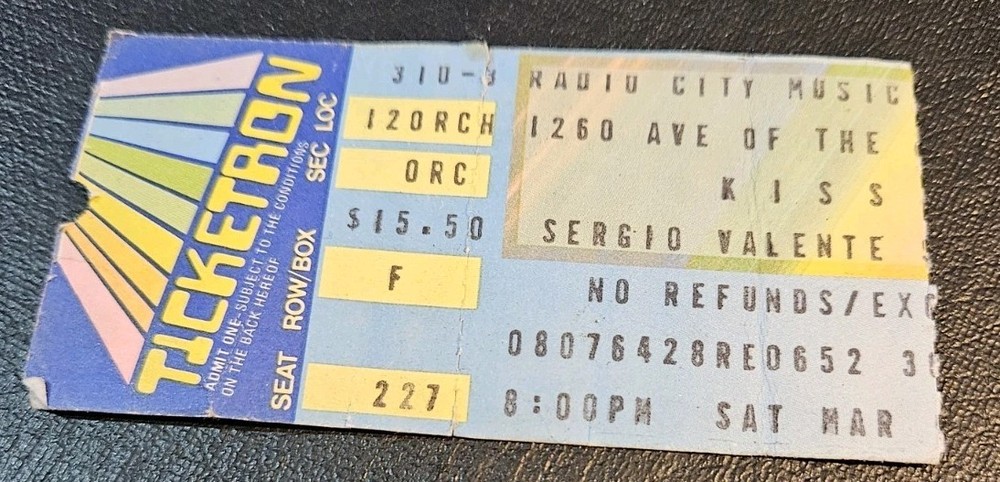 TICKETRON
ADMIT ONE-SUBJECT TO THE CONDITIONS
ON THE BACK HEREOF
SEAT ROW/BOX SEC LOC
310-3
120RCH
ORC
$15.50
F
227
RADIO CITY MUSIC
1260 AVE OF THE
KISS
SERGIO VALENTE
NO REFUNDS/EXC
08076428RE0652 3
8:00PM SAT MAR